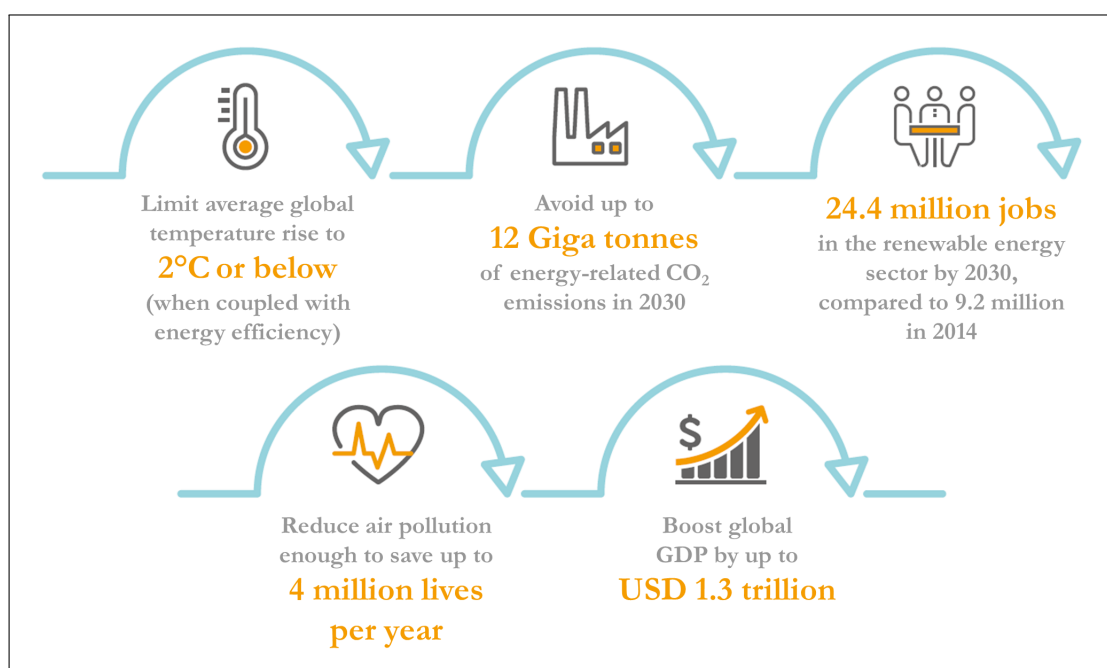 Limit average global
temperature rise to
2°C or below
(when coupled with
energy efficiency)
Avoid up to
12 Giga tonnes
of energy-related CO₂
emissions in 2030
24.4 million jobs
in the renewable energy
sector by 2030,
compared to 9.2 million
in 2014
$
Reduce air pollution
enough to save up to
4 million lives
per year
Boost global
GDP by up to
USD 1.3 trillion